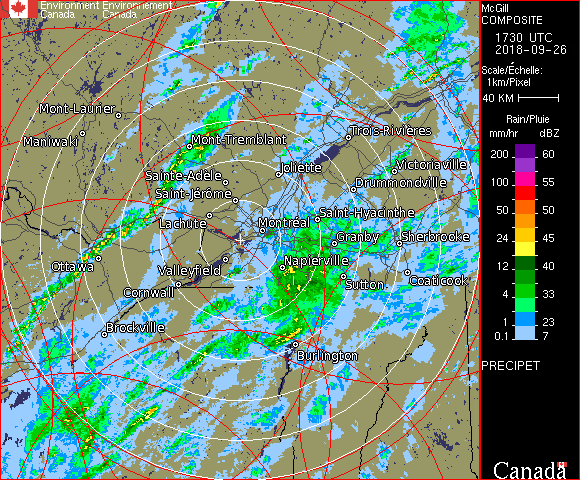 Environment Environnement
Canada Canada
Mont-Laurier
Maniwaki
Mont-Tremblant
Trois-Rivières
Sainte-Adèle
Joliette
Victoriaville
Saint-Jérôme
Drummondville
Lachute
Saint-Hyacinthe
Montréal
Granby
Sherbrooke
Ottawa
Valleyfield
Napierville
Cornwall
Sutton
Coaticook
Brockville
Burlington
McGill
COMPOSITE
1730 UTC
2018-09-26
Scale/Échelle:
1km/Pixel
40 KM
Rain/Pluie
mm/hr dBZ
200 60
150 55
100 55
50 50
24 45
12 40
4 33
1 23
0.1 7
PRECIPET
Canada